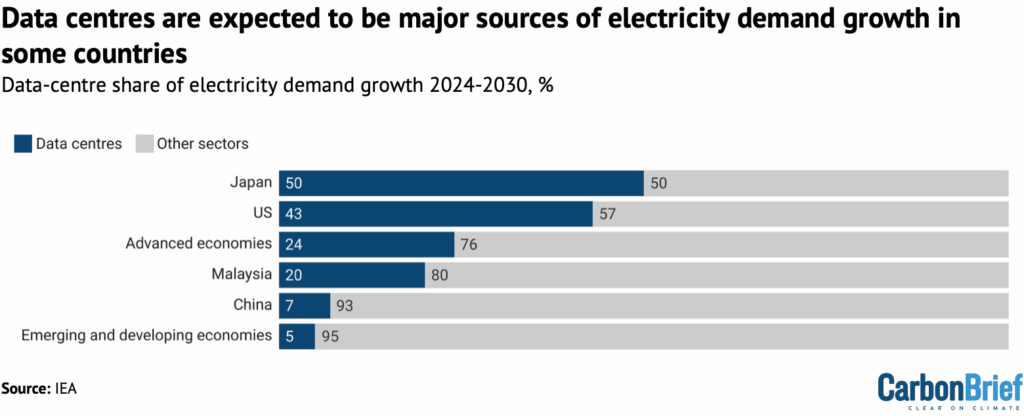 Data centres are expected to be major sources of electricity demand growth in
some countries
Data-centre share of electricity demand growth 2024-2030, %
Data centres Other sectors
Japan 50 50
US 43 57
Advanced economies 24 76
Malaysia 20 80
China 7 93
Emerging and developing economies 5 95
Source: IEA
CarbonBrief
CLEAR ON CLIMATE